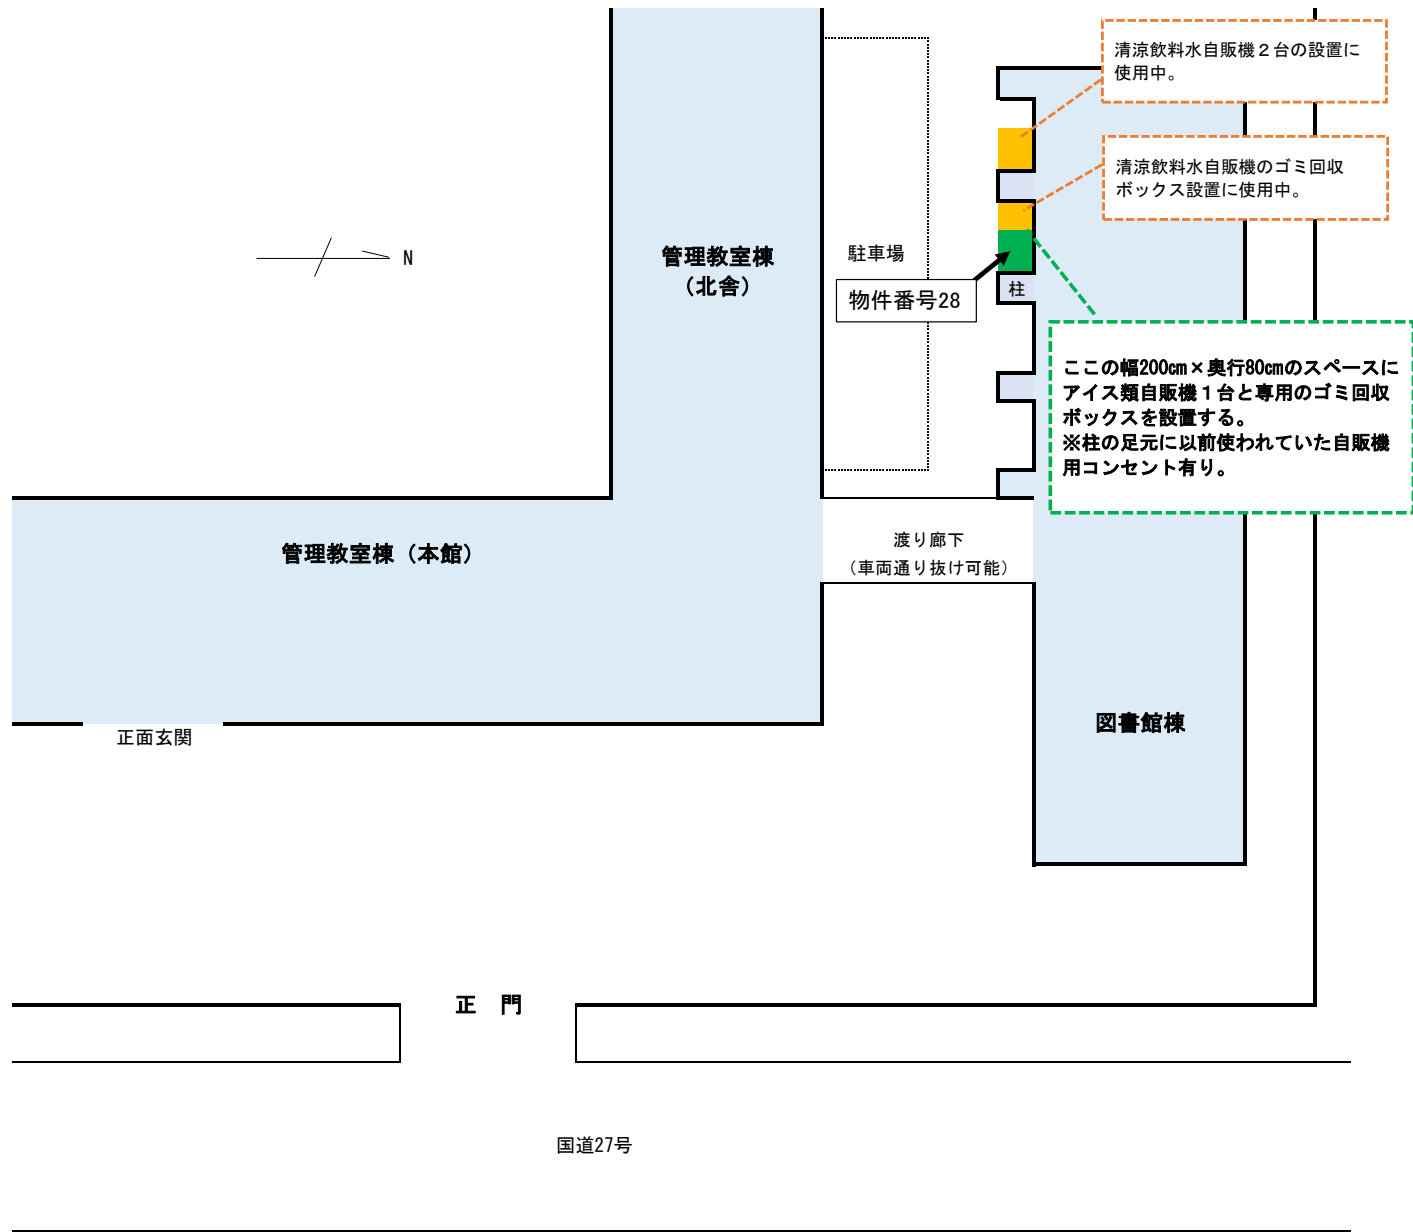 清涼飲料水自販機２台の設置に
使用中。
清涼飲料水自販機のゴミ回収
ボックス設置に使用中。
N
管理教室棟
（北舎）
駐車場
物件番号28
柱
ここの幅200㎝×奥行80㎝のスペースに
アイス類自販機１台と専用のゴミ回収
ボックスを設置する。
※柱の足元に以前使われていた自販機
用コンセント有り。
管理教室棟（本館）
渡り廊下
（車両通り抜け可能）
図書館棟
正面玄関
正　門
国道27号